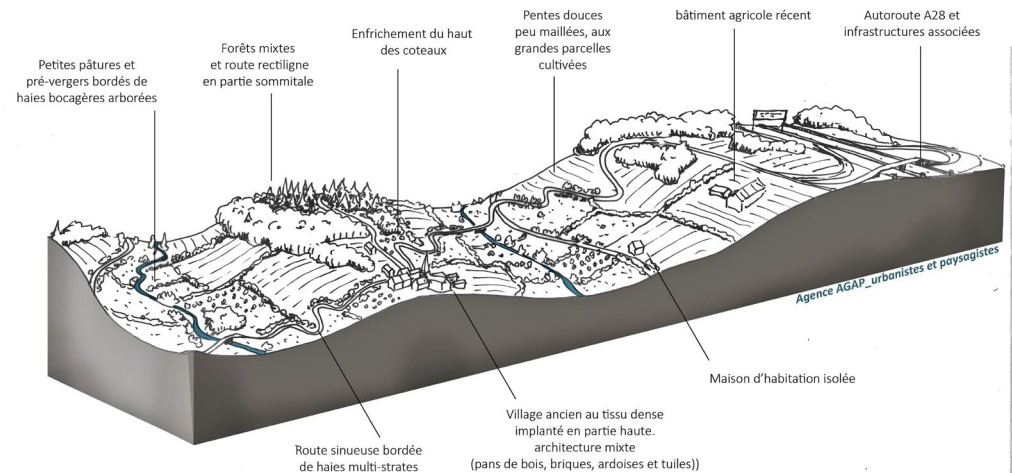 Petites pâtures et
pré-vergers bordés de
haies bocagères arborées
Forêts mixtes
et route rectiligne
en partie sommitale
Enfrichement du haut
des coteaux
Pentes douces
peu maillées, aux
grandes parcelles
cultivées
bâtiment agricole récent
Autoroute A28 et
infrastructures associées
Agence AGAP_urbanistes et paysagistes
Maison d’habitation isolée
Village ancien au tissu dense
implanté en partie haute.
architecture mixte
(pans de bois, briques, ardoises et tuiles))
Route sinueuse bordée
de haies multi-strates